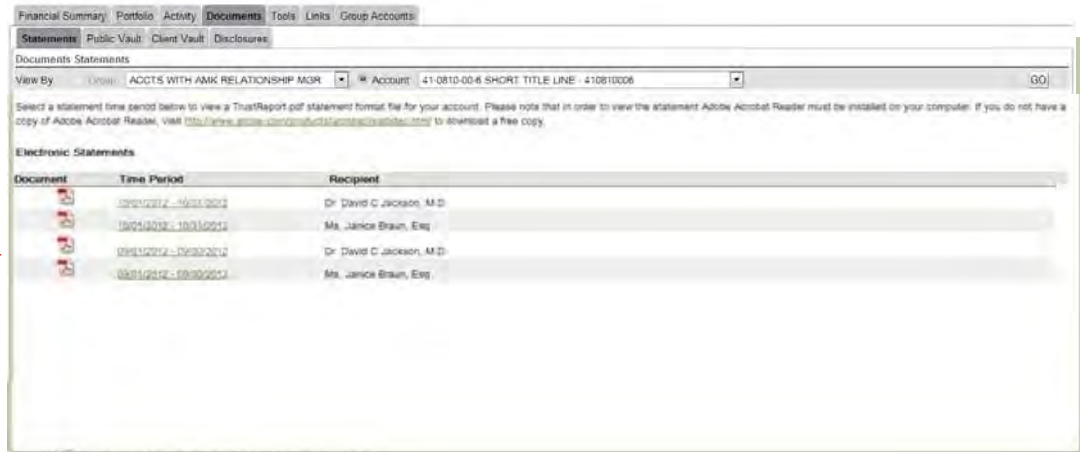 Financial Summary Portfolio Activity Documents Tools Links Group Accounts
Statements Public Vault Client Vault Disclosures
Documents Statements
View By Group ACCTS WITH AMK RELATIONSHIP MGR Account 41-0810-00-6 SHORT TITLE LINE - 410810006 GO
Select a statement time period below to view a TrustReport pdf statement format file for your account. Please note that in order to view the statement Adobe Acrobat Reader must be installed on your computer. If you do not have a
copy of Adobe Acrobat Reader, visit to download a free copy.
Electronic Statements
Document Time Period Recipient
10/01/2012 - 10/31/2012 Dr. David C Jackson, M.D.
10/01/2012 - 10/31/2012 Ms. Janice Braun, Esq.
09/01/2012 - 09/30/2012 Dr. David C Jackson, M.D.
09/01/2012 - 09/30/2012 Ms. Janice Braun, Esq.